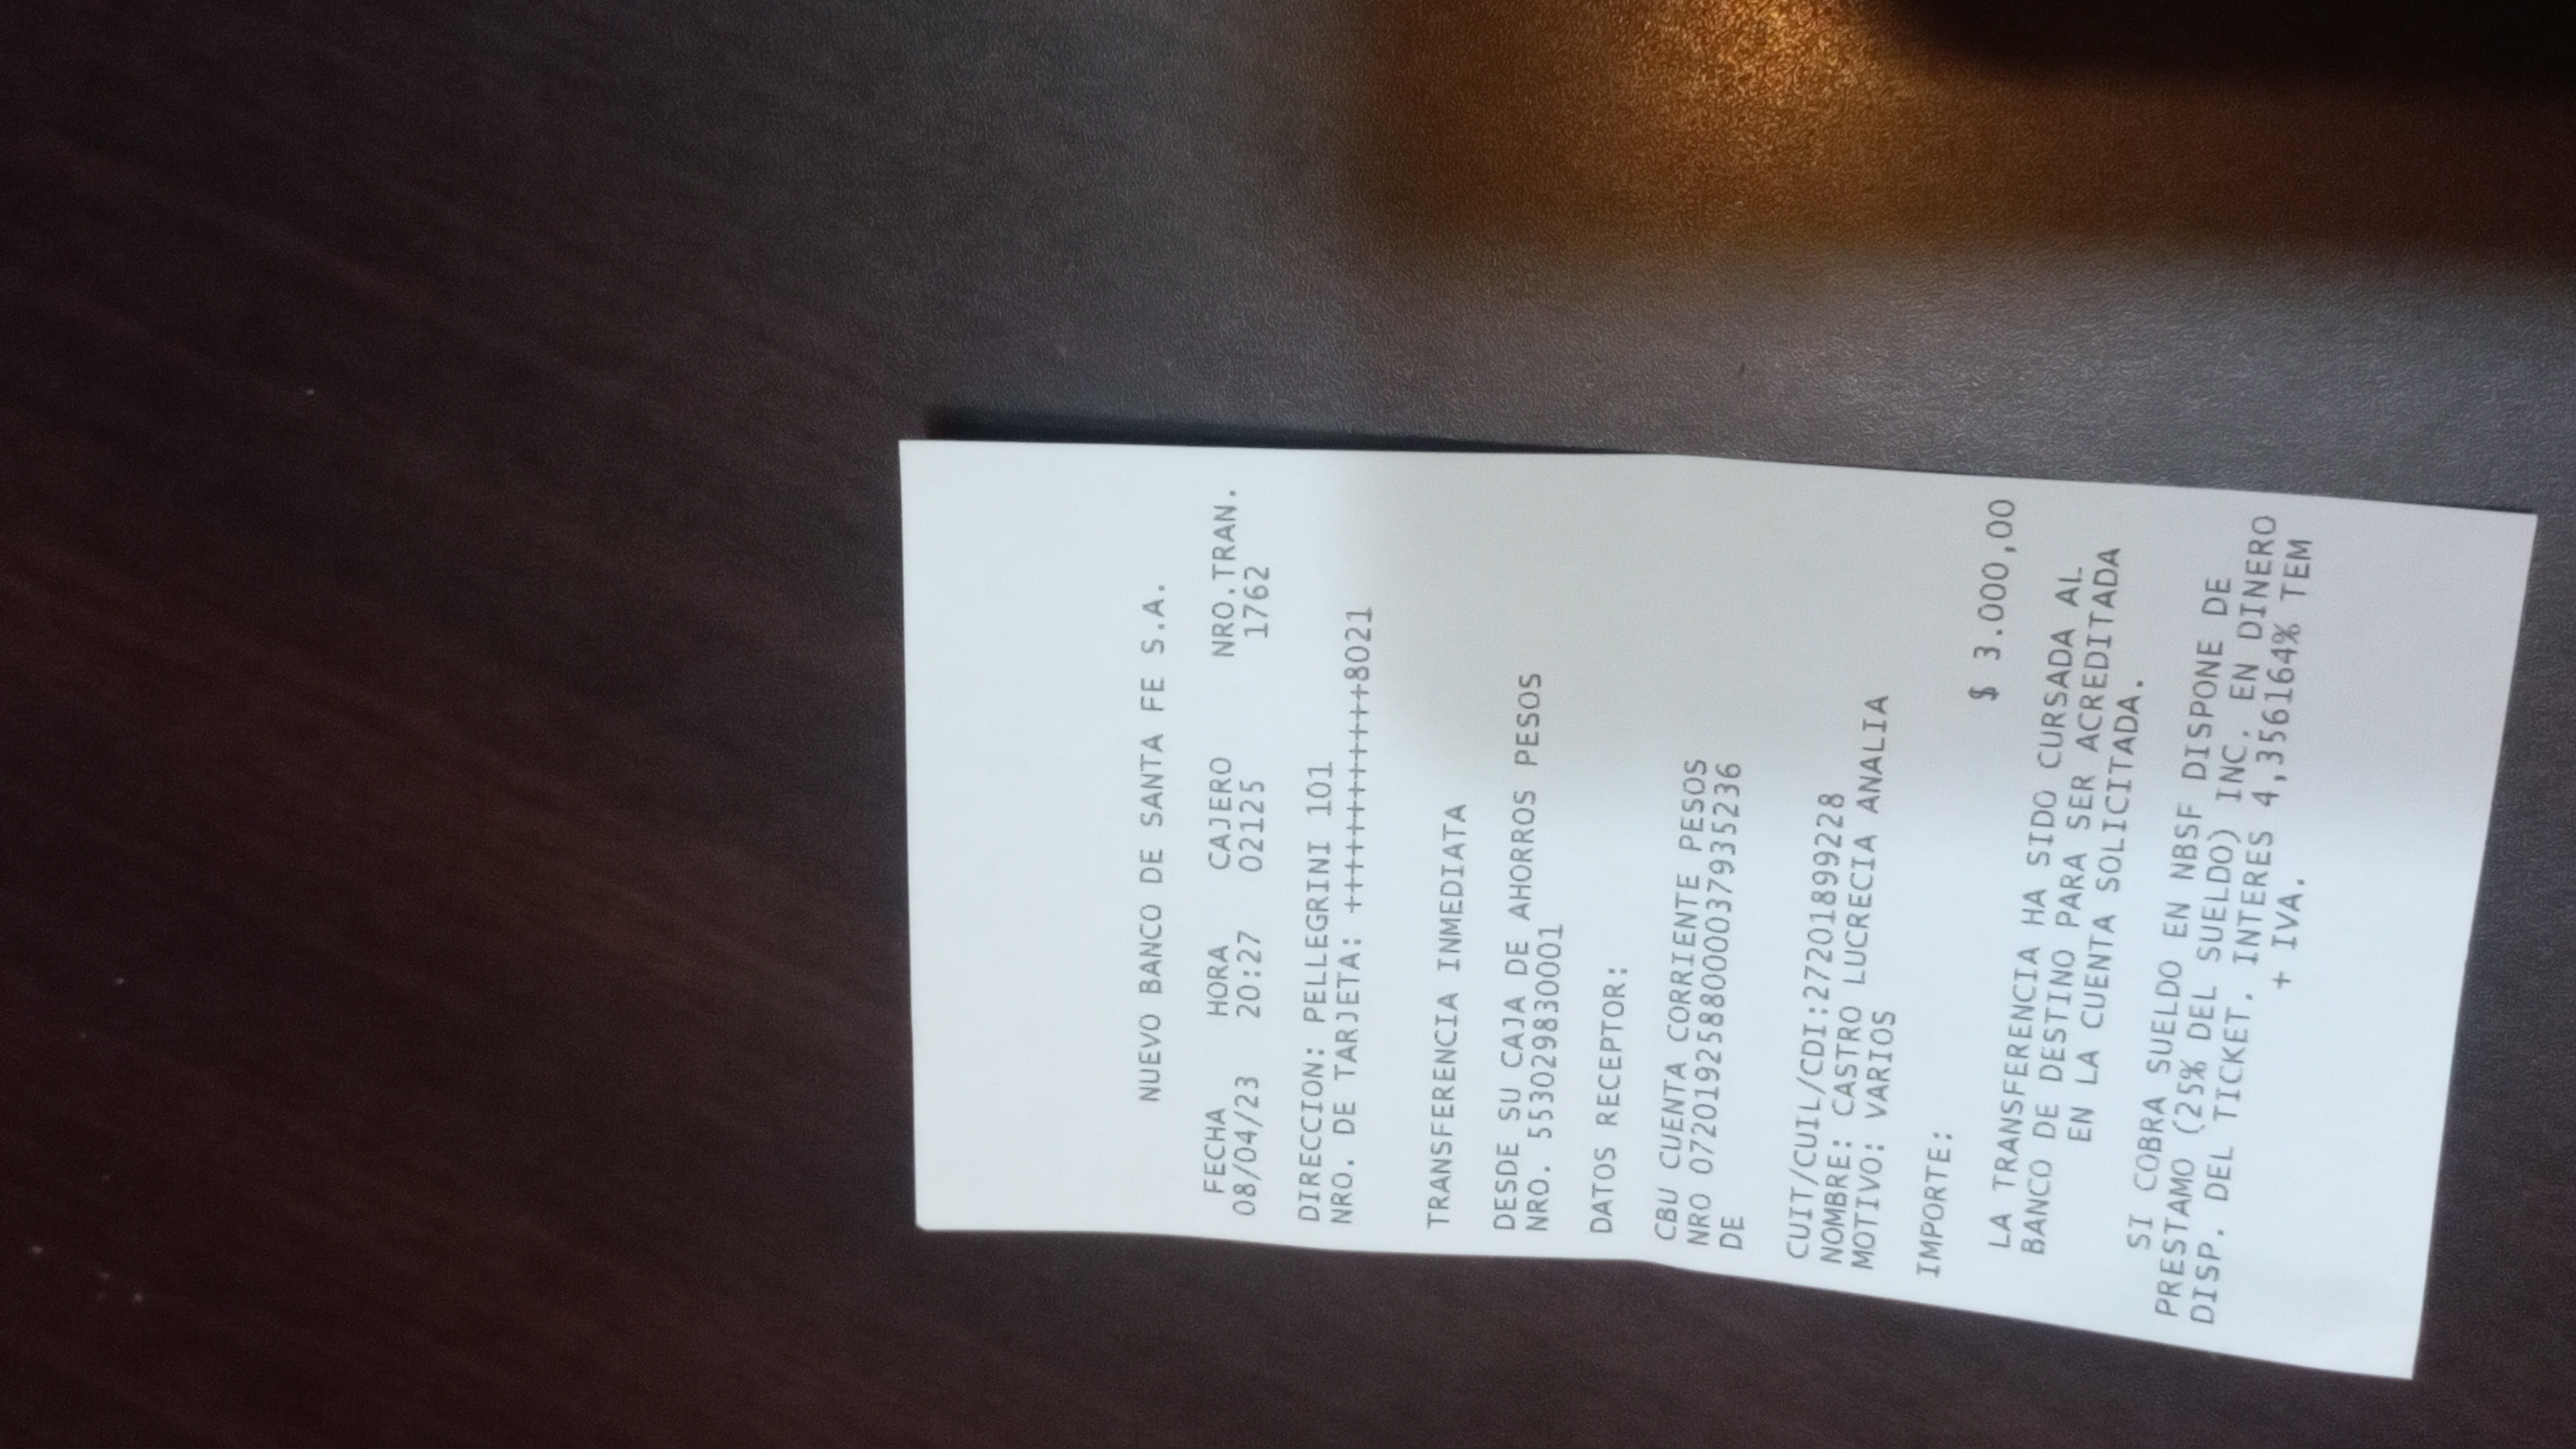 NUEVO BANCO DE SANTA FE S.A.
FECHA HORA CAJERO NRO.TRAN.
08/04/23 20:27 02125 1762
DIRECCION: PELLEGRINI 101
NRO. DE TARJETA: ++++++++++++8021
TRANSFERENCIA INMEDIATA
DESDE SU CAJA DE AHORROS PESOS
NRO. 553029830001
DATOS RECEPTOR:
CBU CUENTA CORRIENTE PESOS
NRO 0720192588000037935236
DE
CUIT/CUIL/CDI:27201899228
NOMBRE: CASTRO LUCRECIA ANALIA
MOTIVO: VARIOS
IMPORTE:
$ 3.000,00
LA TRANSFERENCIA HA SIDO CURSADA AL
BANCO DE DESTINO PARA SER ACREDITADA
EN LA CUENTA SOLICITADA.
SI COBRA SUELDO EN NBSF DISPONE DE
PRESTAMO (25% DEL SUELDO) INC. EN DINERO
DISP. DEL TICKET. INTERES 4,356164% TEM
+ IVA.